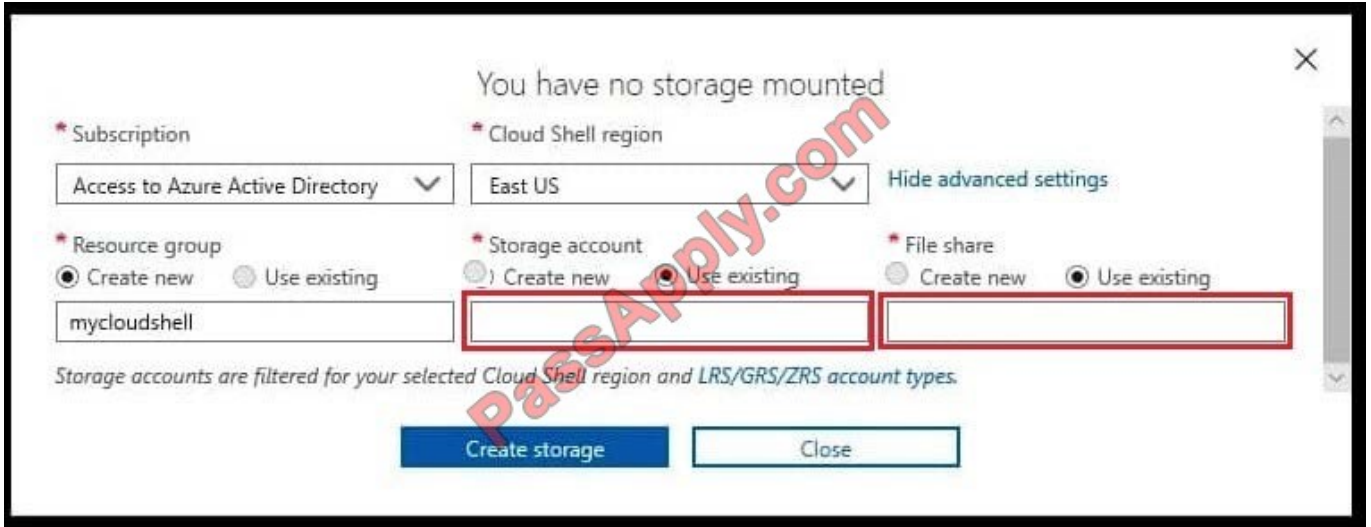 You have no storage mounted
* Subscription
* Cloud Shell region
Access to Azure Active Directory
East US
Hide advanced settings
* Resource group
* Storage account
* File share
Create new
Use existing
Create new
Use existing
Create new
Use existing
mycloudshell
Storage accounts are filtered for your selected Cloud Shell region and LRS/GRS/ZRS account types.
Create storage
Close
PassApply.com